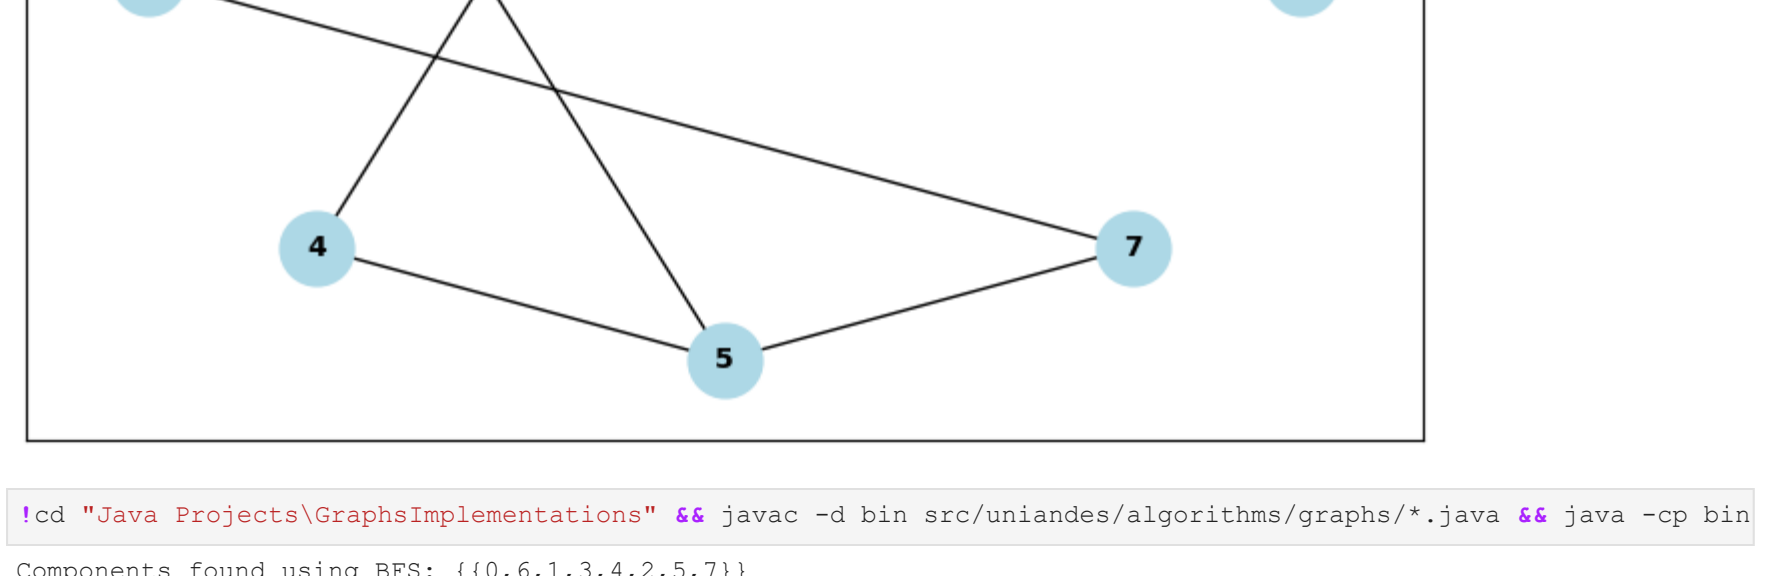 4
7
5
!cd "Java Projects\GraphsImplementations" && javac -d bin src/uniandes/algorithms/graphs/*.java && java -cp bin
Components found using BFS: {{0,6,1,3,4,2,5,7}}